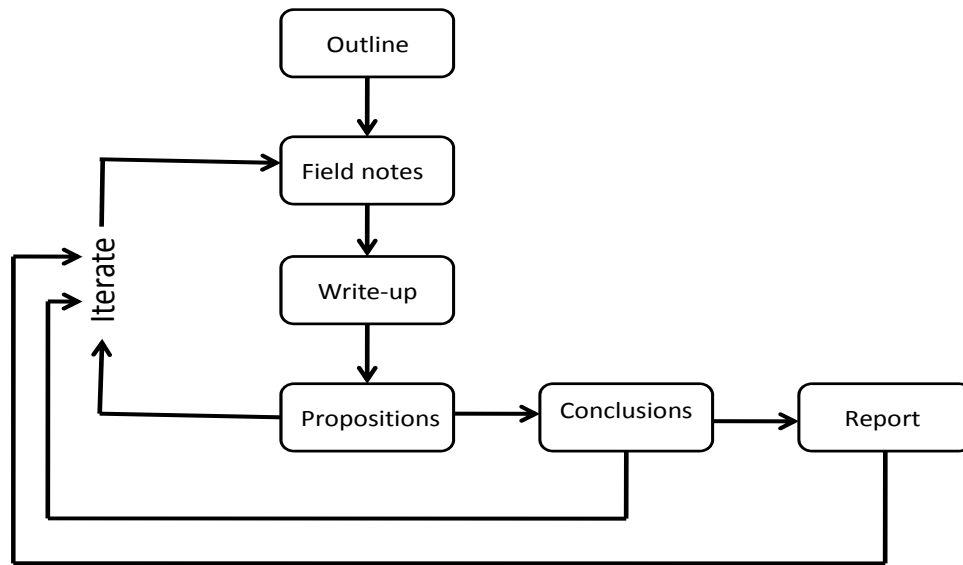 Outline
Field notes
Iterate
Write-up
Propositions
Conclusions
Report